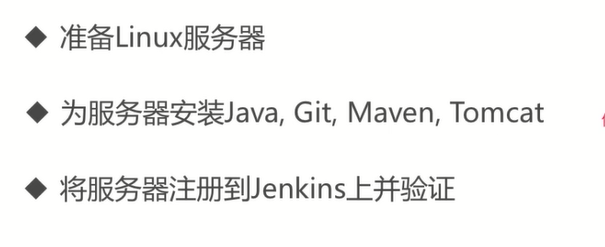 ◆ 准备Linux服务器
◆ 为服务器安装Java, Git, Maven, Tomcat
◆ 将服务器注册到Jenkins上并验证